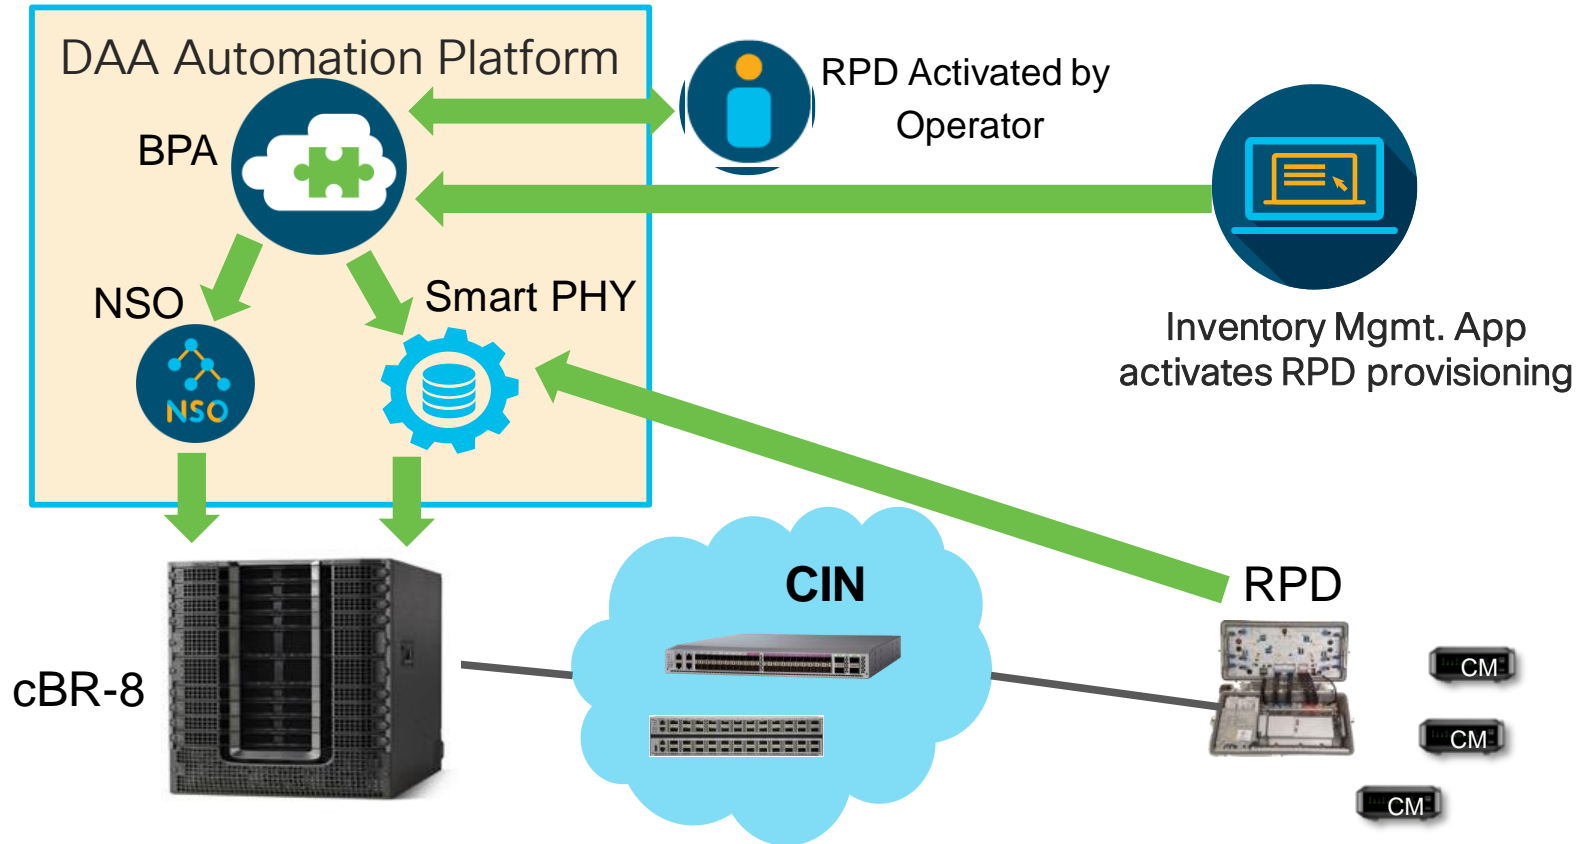 DAA Automation Platform
BPA
RPD Activated by
Operator
NSO
Smart PHY
NSO
Inventory Mgmt. App
activates RPD provisioning
CIN
RPD
cBR-8
CM
CM
CM